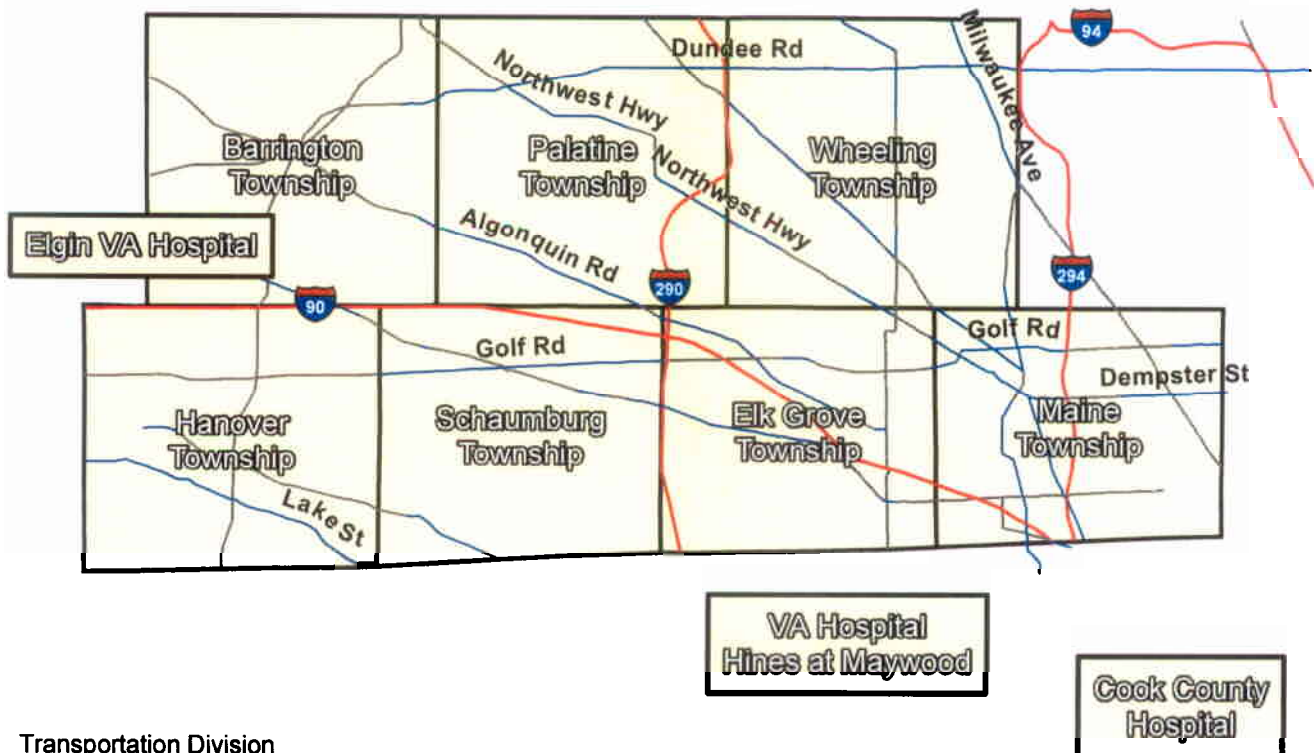 94
Milwaukee Ave
Dundee Rd
Northwest Hwy
Barrington
Township
Palatine
Township
Wheeling
Township
Northwest Hwy
Elgin VA Hospital
Algonquin Rd
290
294
90
Golf Rd
Golf Rd
Dempster St
Hanover
Township
Schaumburg
Township
Elk Grove
Township
Maine
Township
Lake St
VA Hospital
Hines at Maywood
Cook County
Hospital
Transportation Division